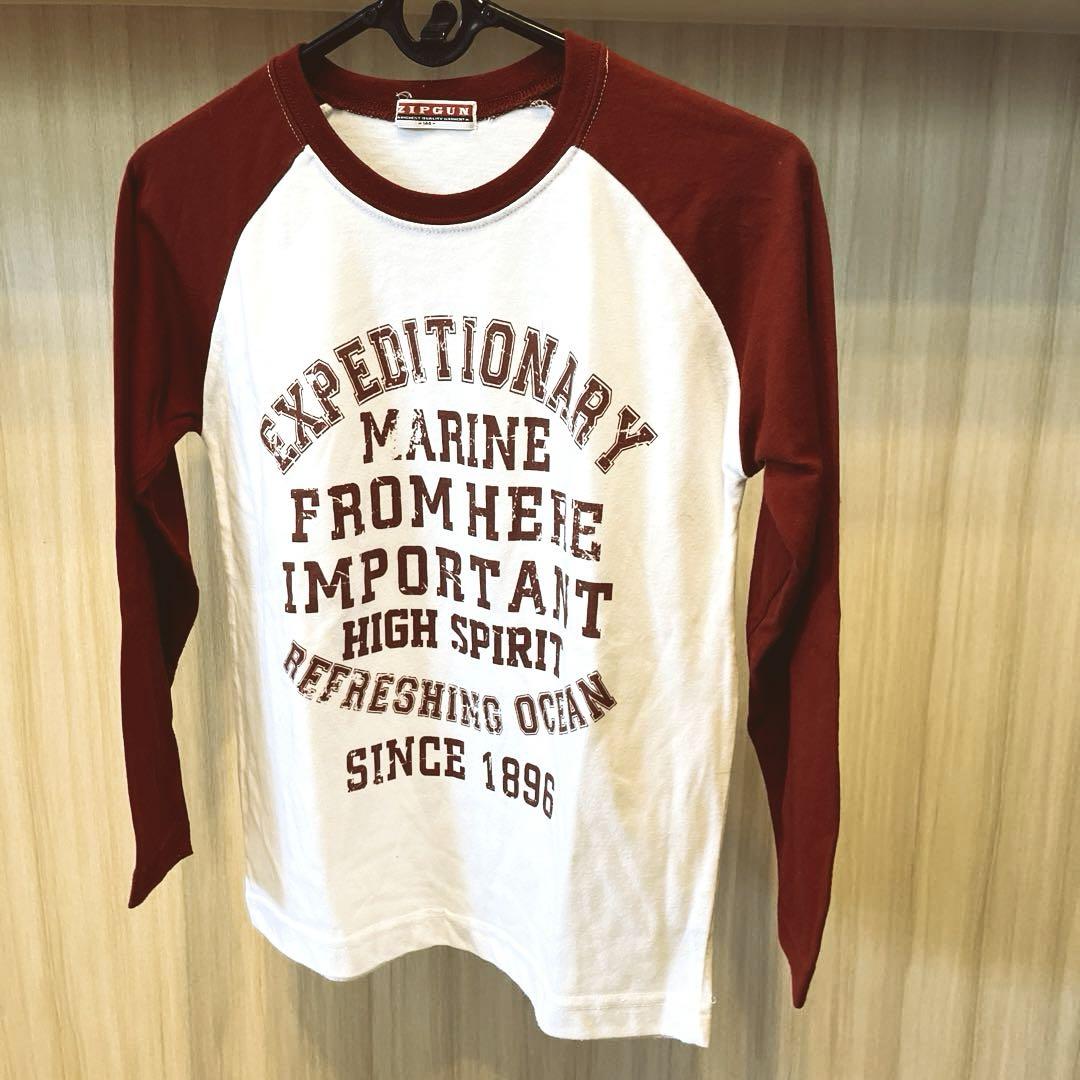 ZIPGUN
EXPEDITIONARY
MARINE
FROM HERE
IMPORTANT
HIGH SPIRIT
REFRESHING OCEAN
SINCE 1896